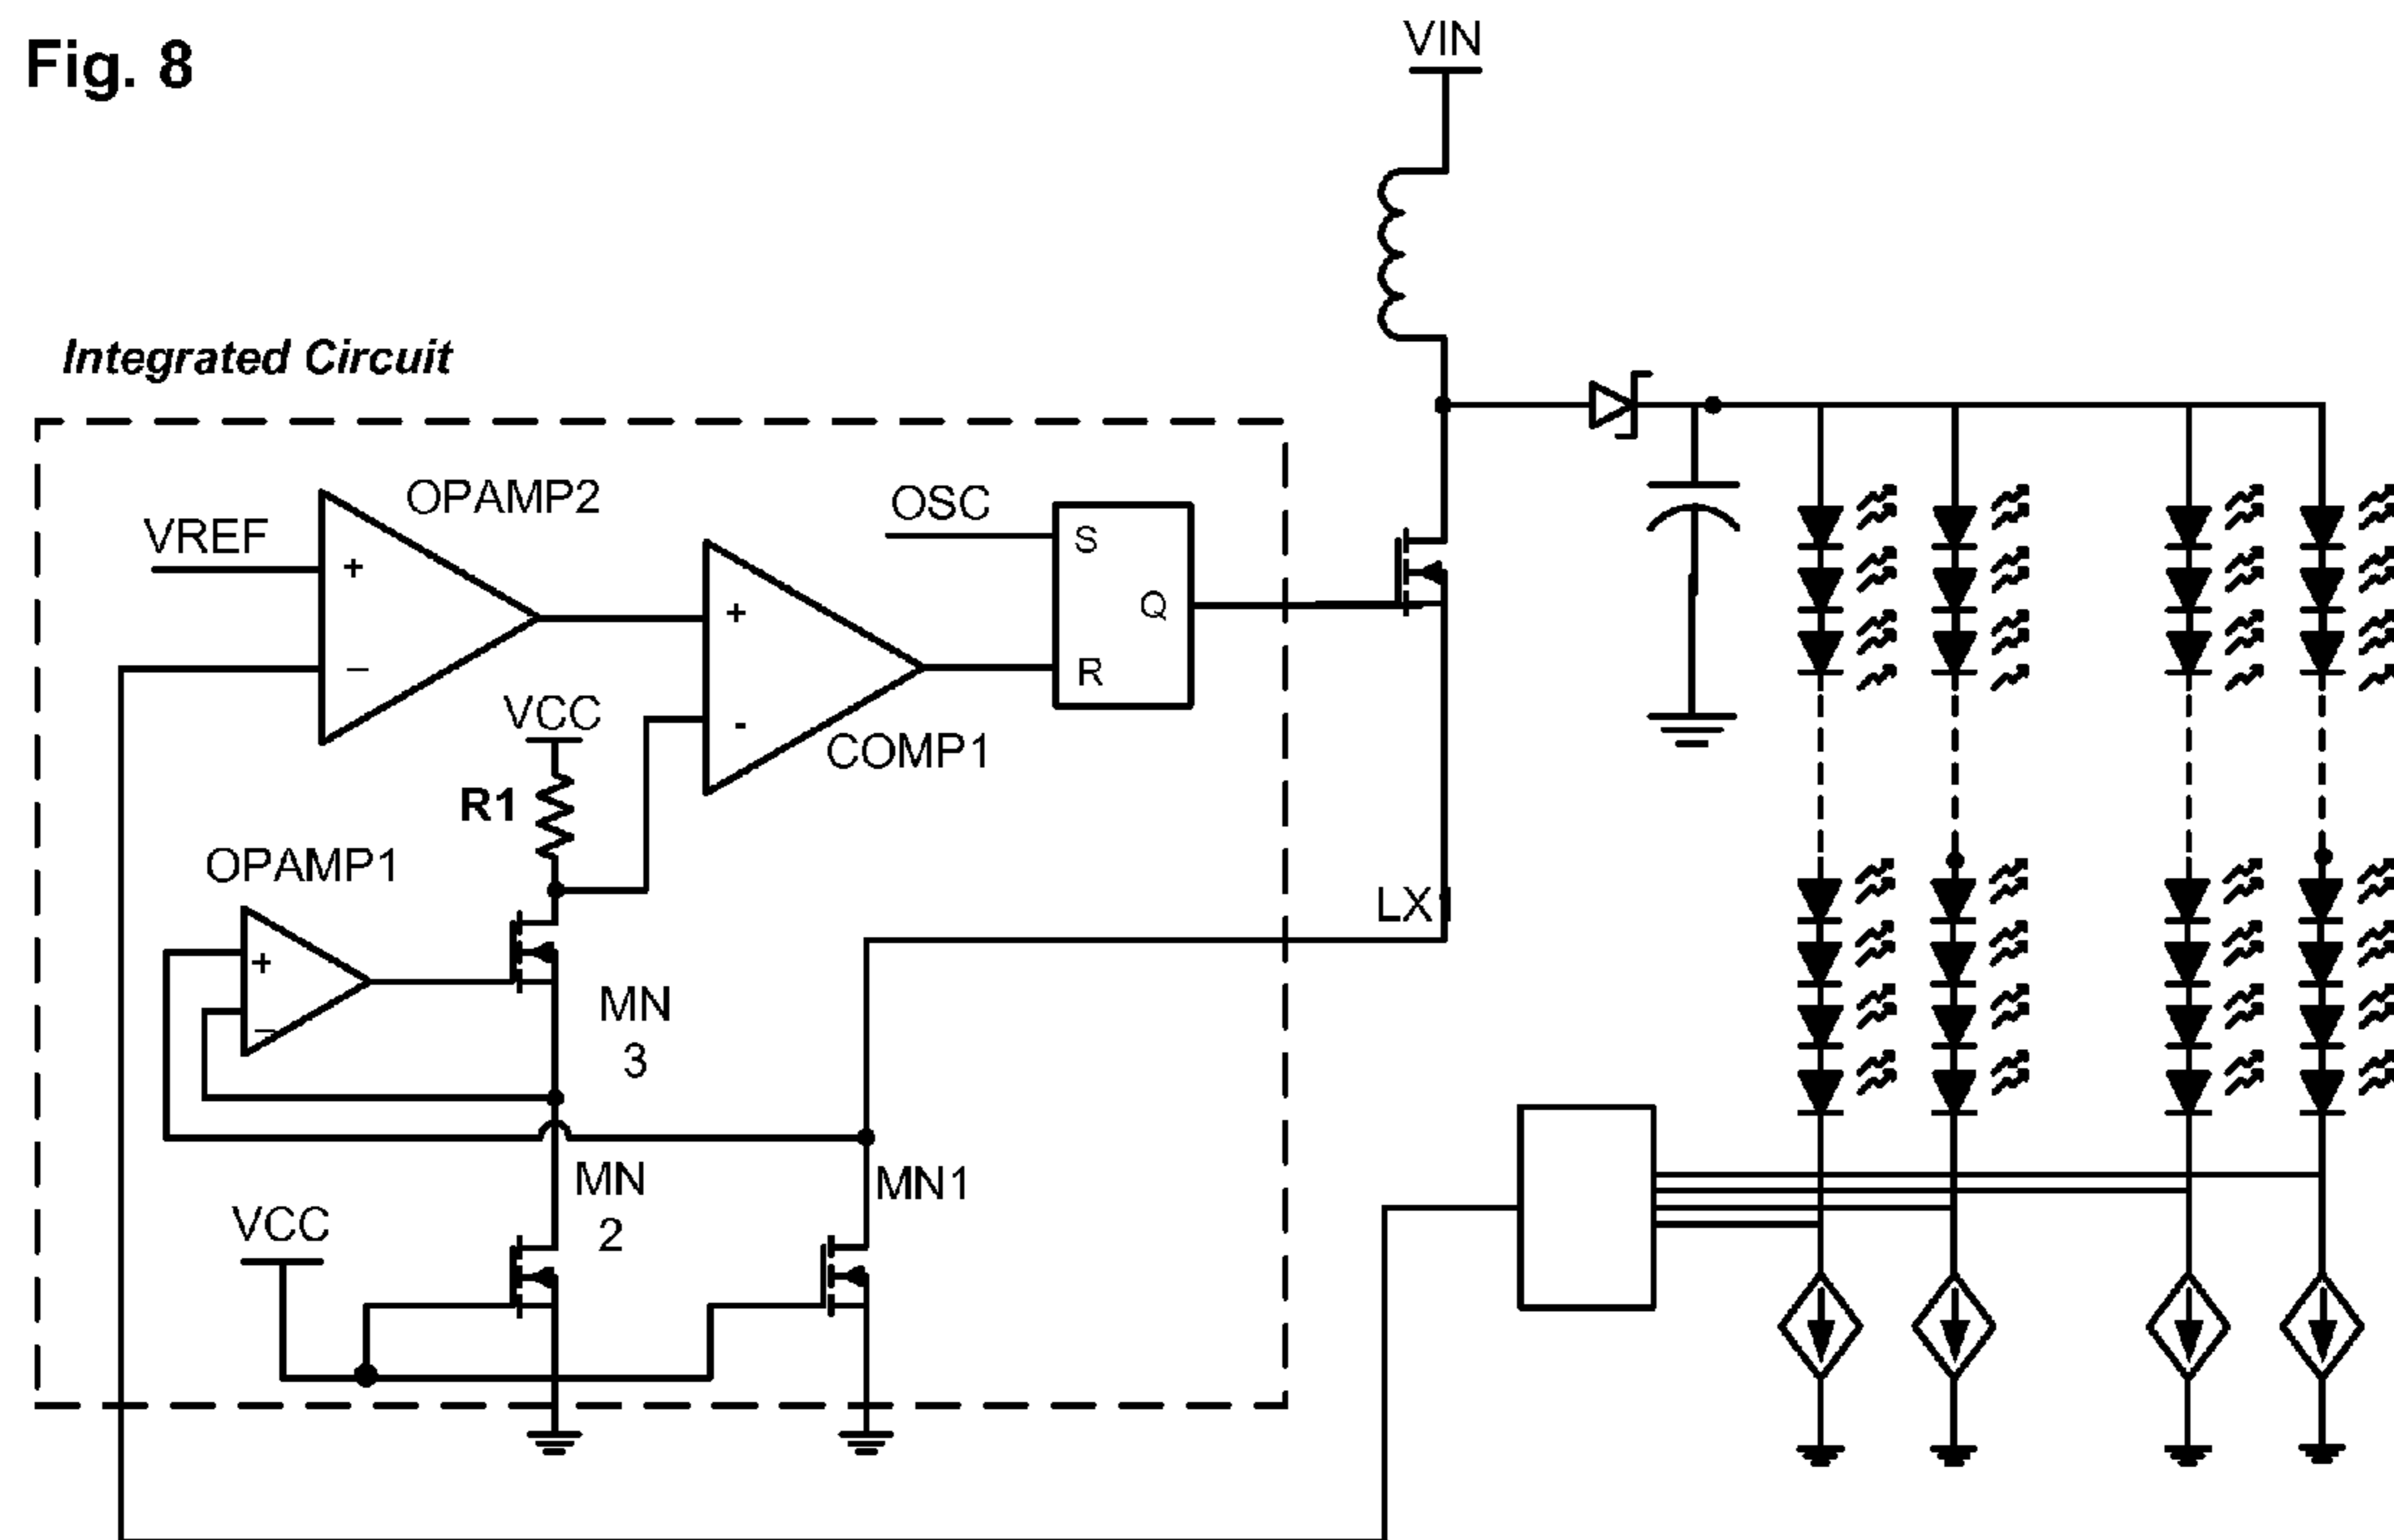 Fig. 8
VIN
Integrated Circuit
OPAMP2
VREF
+
−
OSC
S
Q
R
+
-
COMP1
VCC
R1
OPAMP1
+
−
LX
MN
3
MN
2
MN1
VCC